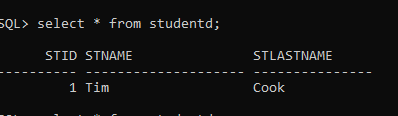 SQL> select * from studentd;
STID STNAME STLASTNAME
---------- -------------------- ---------------
1 Tim Cook